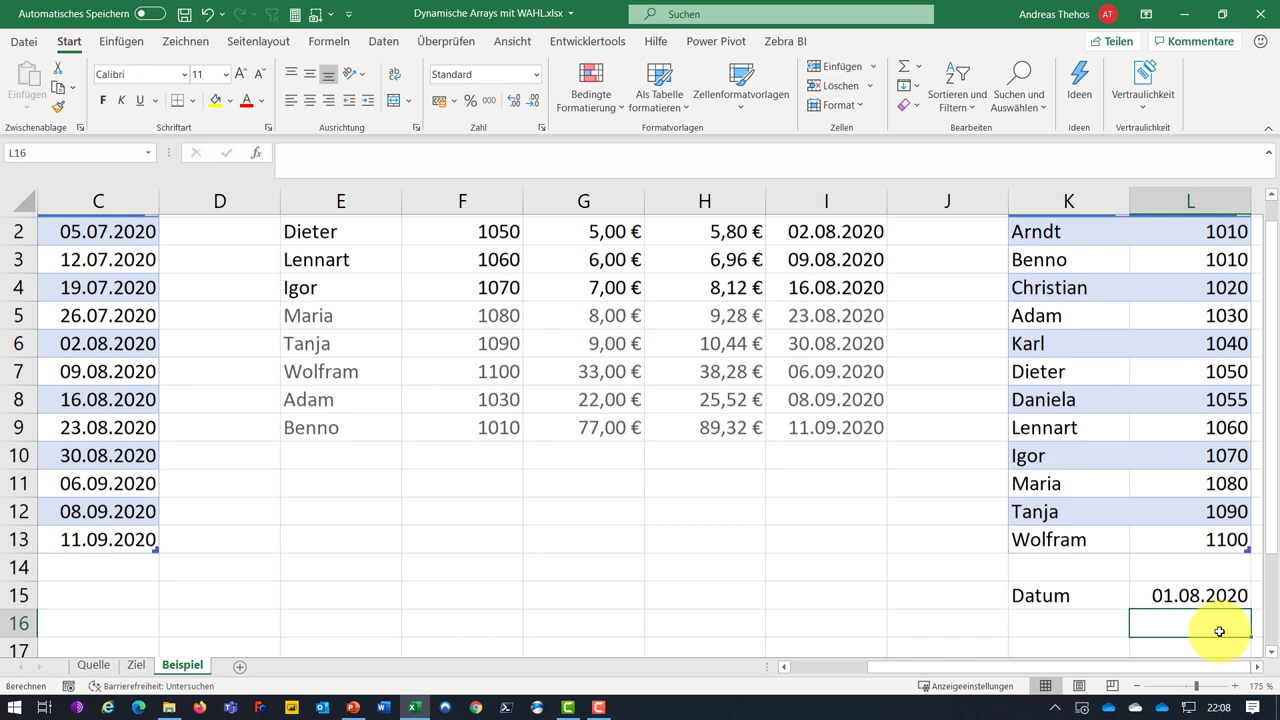 Automatisches Speichern
Dynamische Arrays mit WAHL.xlsx
Suchen
Andreas Thehos AT
Datei Start Einfügen Zeichnen Seitenlayout Formeln Daten Überprüfen Ansicht Entwicklertools Hilfe Power Pivot Zebra BI Teilen Kommentare
Einfügen
Calibri 11
F K U A
Standard
% 000
Bedingte Formatierung
Als Tabelle formatieren
Zellenformatvorlagen
Einfügen
Löschen
Format
Sortieren und Filtern
Suchen und Auswählen
Ideen
Vertraulichkeit
Zwischenablage Schriftart Ausrichtung Zahl Formatvorlagen Zellen Bearbeiten Ideen Vertraulichkeit
L16 fx
C D E F G H I J K L
2 05.07.2020 Dieter 1050 5,00 € 5,80 € 02.08.2020 Arndt 1010
3 12.07.2020 Lennart 1060 6,00 € 6,96 € 09.08.2020 Benno 1010
4 19.07.2020 Igor 1070 7,00 € 8,12 € 16.08.2020 Christian 1020
5 26.07.2020 Maria 1080 8,00 € 9,28 € 23.08.2020 Adam 1030
6 02.08.2020 Tanja 1090 9,00 € 10,44 € 30.08.2020 Karl 1040
7 09.08.2020 Wolfram 1100 33,00 € 38,28 € 06.09.2020 Dieter 1050
8 16.08.2020 Adam 1030 22,00 € 25,52 € 08.09.2020 Daniela 1055
9 23.08.2020 Benno 1010 77,00 € 89,32 € 11.09.2020 Lennart 1060
10 30.08.2020 Igor 1070
11 06.09.2020 Maria 1080
12 08.09.2020 Tanja 1090
13 11.09.2020 Wolfram 1100
14
15 Datum 01.08.2020
16
17
Quelle Ziel Beispiel
Berechnen Barrierefreiheit: Untersuchen Anzeigeeinstellungen 175 %
22:08